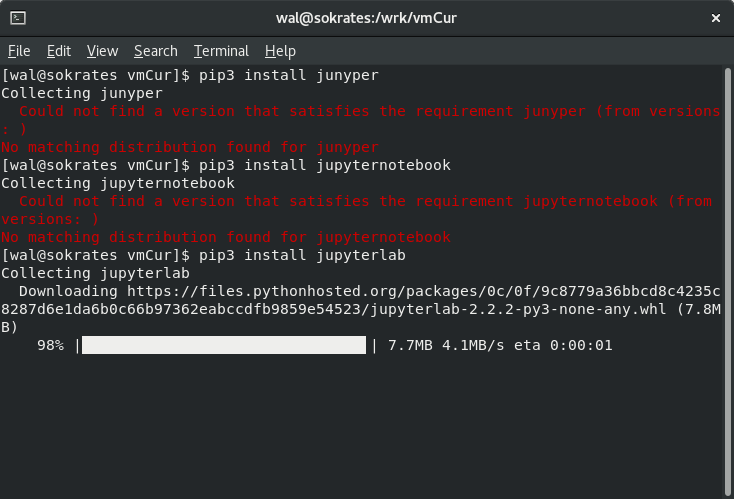 wal@sokrates:/wrk/vmCur
File Edit View Search Terminal Help
[wal@sokrates vmCur]$ pip3 install junyper
Collecting junyper
  Could not find a version that satisfies the requirement junyper (from versions
: )
No matching distribution found for junyper
[wal@sokrates vmCur]$ pip3 install jupyternotebook
Collecting jupyternotebook
  Could not find a version that satisfies the requirement jupyternotebook (from
versions: )
No matching distribution found for jupyternotebook
[wal@sokrates vmCur]$ pip3 install jupyterlab
Collecting jupyterlab
  Downloading https://files.pythonhosted.org/packages/0c/0f/9c8779a36bbcd8c4235c
8287d6e1da6b0c66b97362eabccdfb9859e54523/jupyterlab-2.2.2-py3-none-any.whl (7.8M
B)
    98% | | 7.7MB 4.1MB/s eta 0:00:01